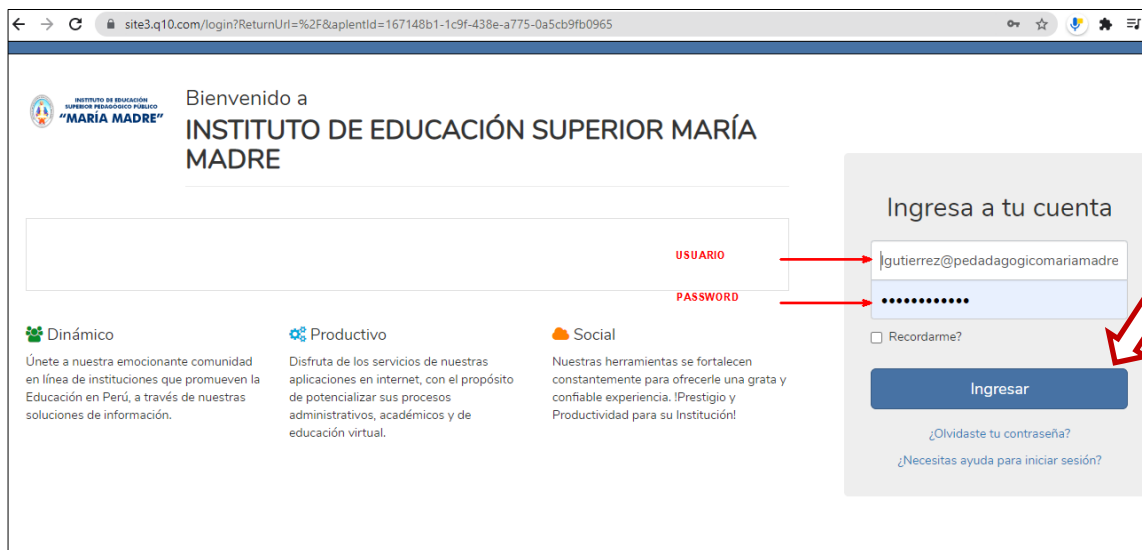 site3.q10.com/login?ReturnUrl=%2F&aplentId=167148b1-1c9f-438e-a775-0a5cb9fb0965
INSTITUTO DE EDUCACIÓN
SUPERIOR PEDAGÓGICO PÚBLICO
"MARÍA MADRE"
Bienvenido a
INSTITUTO DE EDUCACIÓN SUPERIOR MARÍA
MADRE
Ingresa a tu cuenta
USUARIO
lgutierrez@pedadagogicomariamadre
PASSWORD
Recordarme?
Ingresar
¿Olvidaste tu contraseña?
¿Necesitas ayuda para iniciar sesión?
Dinámico
Únete a nuestra emocionante comunidad
en línea de instituciones que promueven la
Educación en Perú, a través de nuestras
soluciones de información.
Productivo
Disfruta de los servicios de nuestras
aplicaciones en internet, con el propósito
de potencializar sus procesos
administrativos, académicos y de
educación virtual.
Social
Nuestras herramientas se fortalecen
constantemente para ofrecerle una grata y
confiable experiencia. !Prestigio y
Productividad para su Institución!